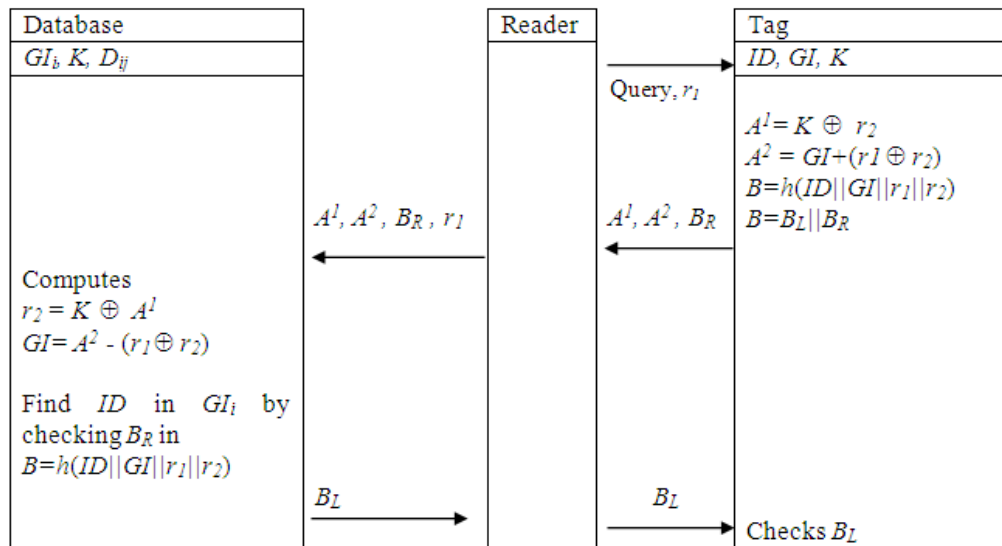 Database
Reader
Tag
GIi, K, Dij
ID, GI, K
Query, r1
A¹= K ⊕ r2
A² = GI+(r1 ⊕ r2)
B=h(ID||GI||r1||r2)
B=BL||BR
A¹, A², BR , r1
A¹, A², BR
Computes
r2 = K ⊕ A¹
GI= A² - (r1 ⊕ r2)
Find ID in GIi by
checking BR in
B=h(ID||GI||r1||r2)
BL
BL
Checks BL